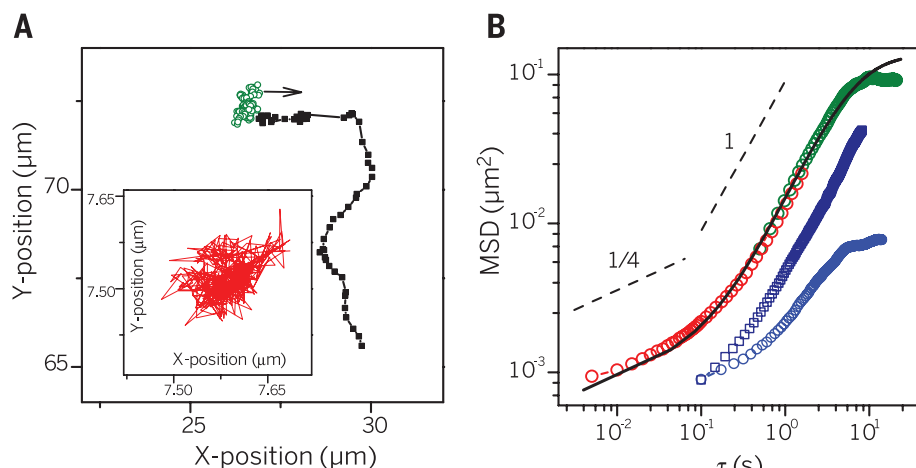 A
Y-position (µm)
70
65
25
30
X-position (µm)
7.65
7.50
Y-position (µm)
X-position (µm)
7.50
7.65
B
MSD (µm²)
10⁻¹
10⁻²
10⁻³
1
1/4
10⁻²
10⁻¹
10⁰
10¹
τ (s)